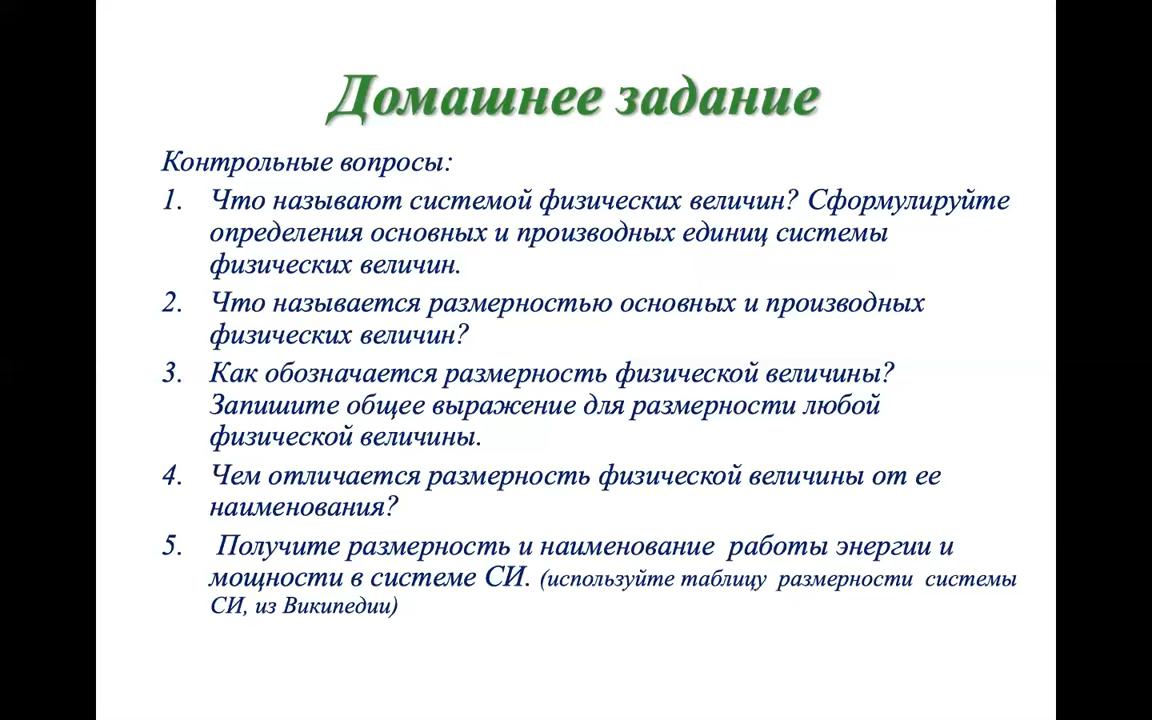 Домашнее задание
Контрольные вопросы:
1. Что называют системой физических величин? Сформулируйте
определения основных и производных единиц системы
физических величин.
2. Что называется размерностью основных и производных
физических величин?
3. Как обозначается размерность физической величины?
Запишите общее выражение для размерности любой
физической величины.
4. Чем отличается размерность физической величины от ее
наименования?
5. Получите размерность и наименование работы энергии и
мощности в системе СИ. (используйте таблицу размерности системы
СИ, из Википедии)